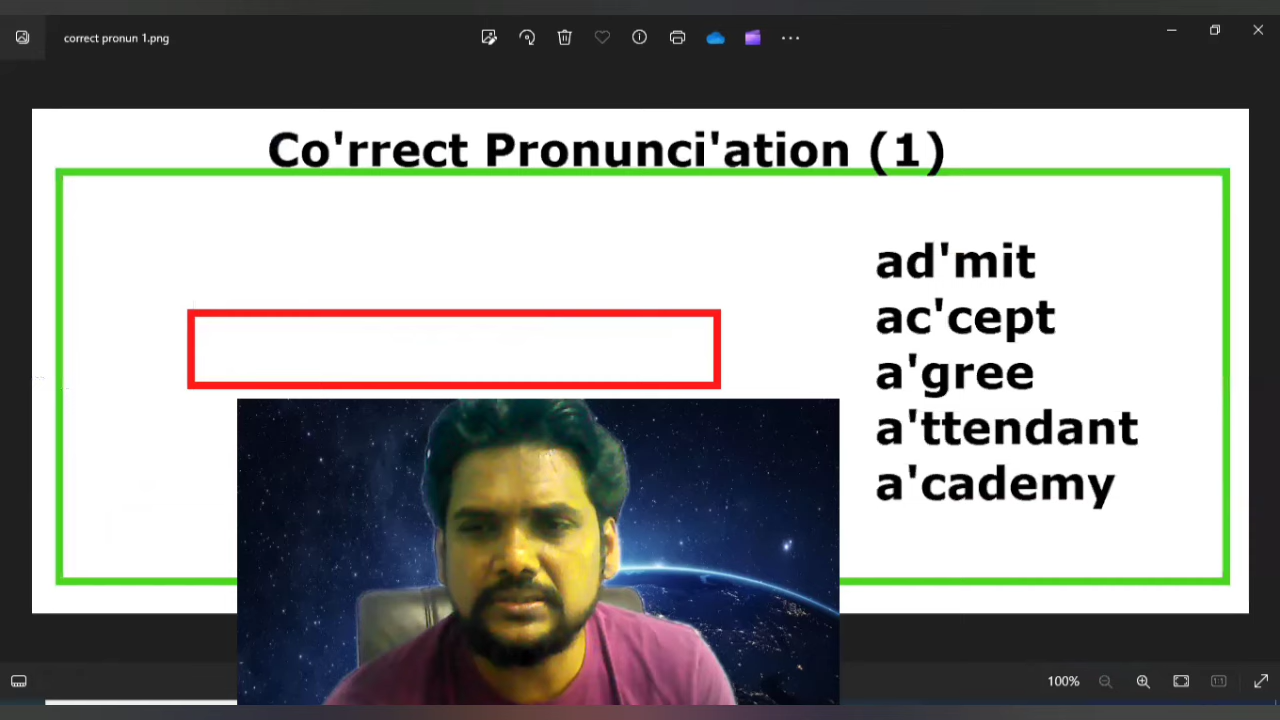 correct pronun 1.png
Co'rrect Pronunci'ation (1)
ad'mit
ac'cept
a'gree
a'ttendant
a'cademy
100%